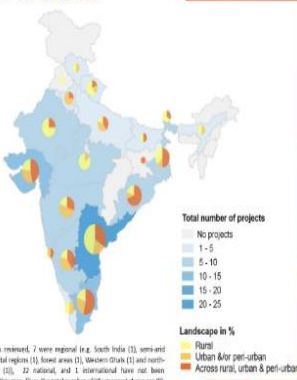 Total number of projects
No projects
1 - 5
5 - 10
10 - 15
15 - 20
20 - 25
Landscape in %
Rural
Urban &/or peri-urban
Across rural, urban & peri-urban
reviewed, 7 were regional (e.g. South India (1), semi-arid
regions (1), forest areas (1), Western Ghats (1) and north-
(1)), 22 national, and 1 international have not been